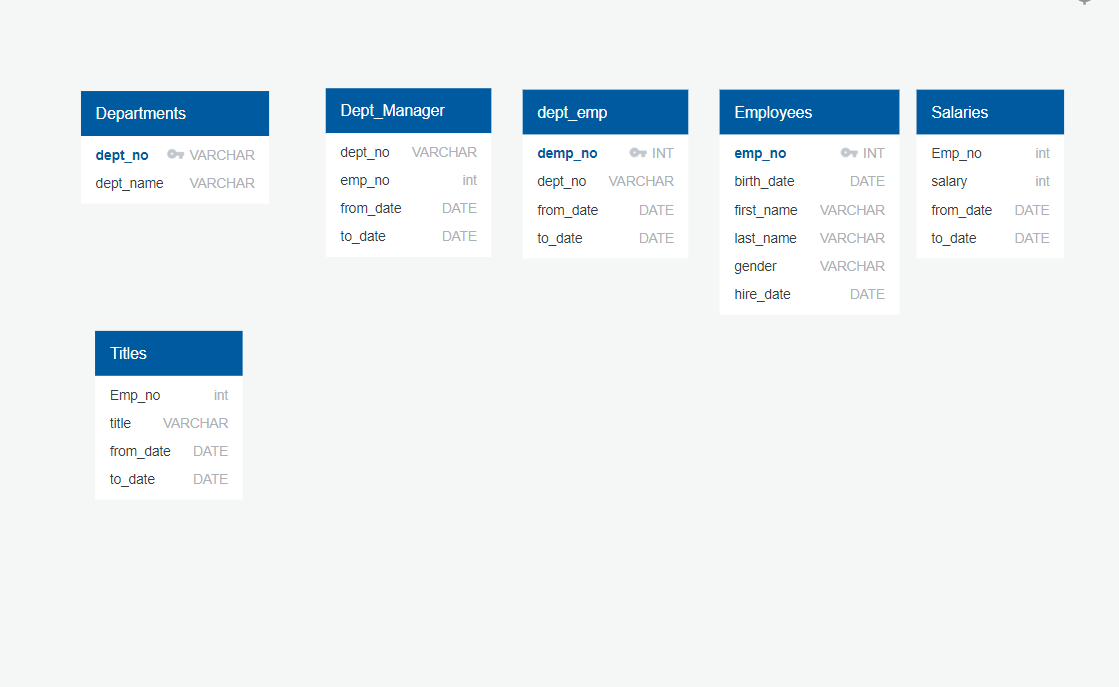 Departments
dept_no VARCHAR
dept_name VARCHAR
Dept_Manager
dept_no VARCHAR
emp_no int
from_date DATE
to_date DATE
dept_emp
demp_no INT
dept_no VARCHAR
from_date DATE
to_date DATE
Employees
emp_no INT
birth_date DATE
first_name VARCHAR
last_name VARCHAR
gender VARCHAR
hire_date DATE
Salaries
Emp_no int
salary int
from_date DATE
to_date DATE
Titles
Emp_no int
title VARCHAR
from_date DATE
to_date DATE